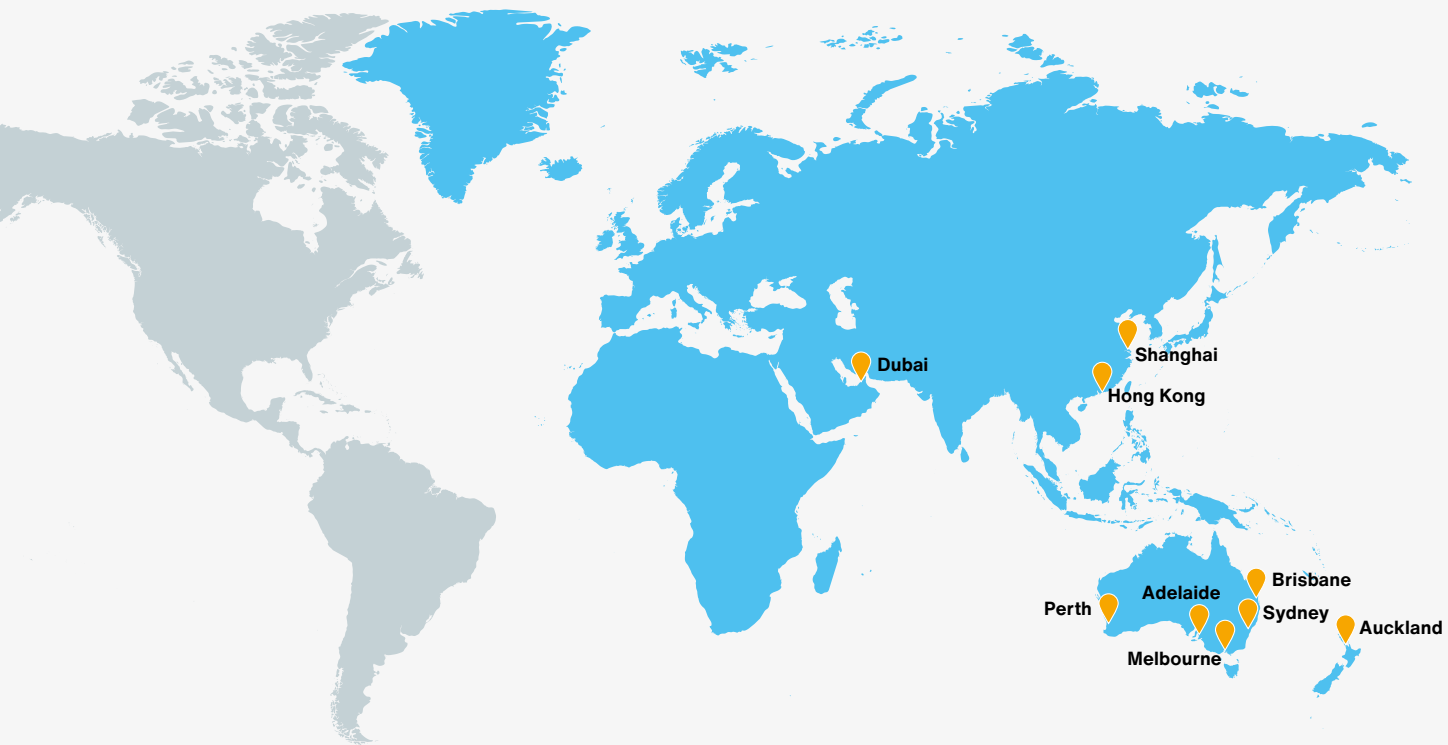 Shanghai
Dubai
Hong Kong
Brisbane
Adelaide
Perth
Sydney
Auckland
Melbourne